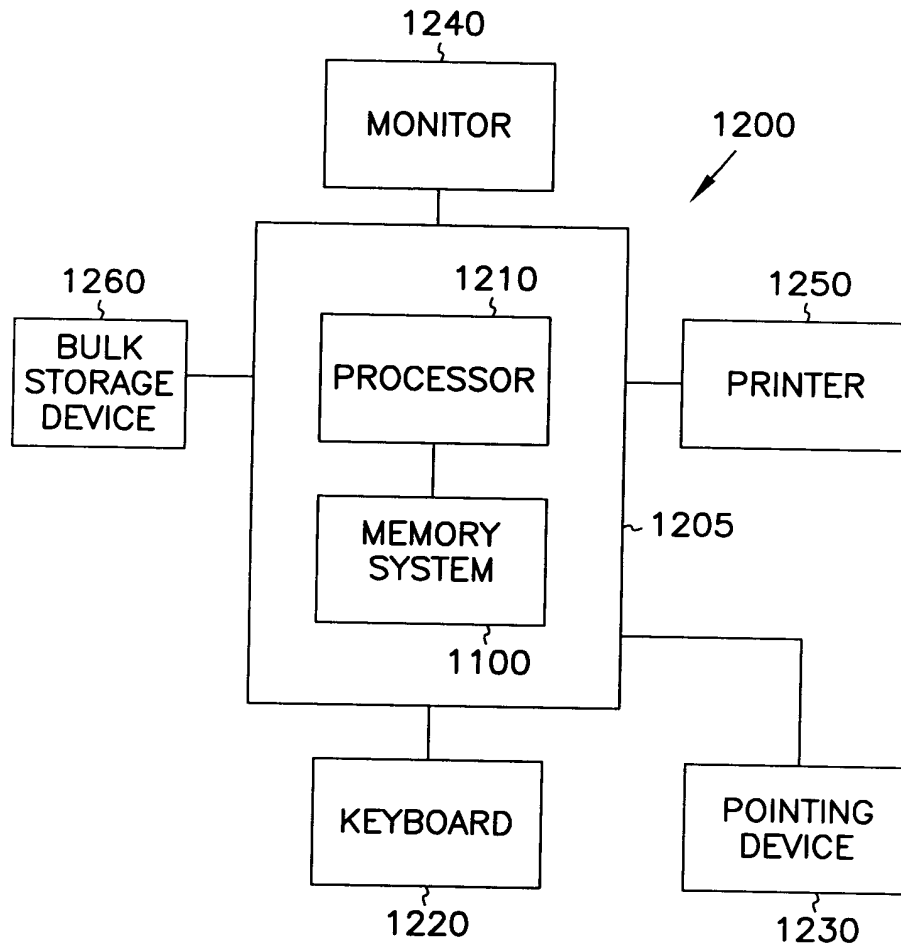 1240
MONITOR
1200
1260
BULK
STORAGE
DEVICE
1210
PROCESSOR
1250
PRINTER
MEMORY
SYSTEM
1205
1100
KEYBOARD
1220
POINTING
DEVICE
1230